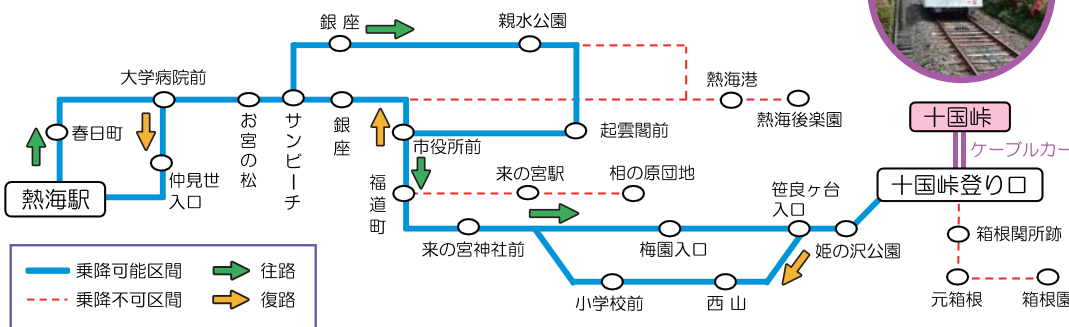 銀座
親水公園
大学病院前
熱海港
熱海後楽園
十国峠
春日町
お宮の松
サンビーチ
銀座
市役所前
起雲閣前
ケーブルカー
仲見世
入口
福道町
来の宮駅
相の原団地
笹良ヶ台
入口
十国峠登り口
熱海駅
来の宮神社前
梅園入口
姫の沢公園
箱根関所跡
乗降可能区間
往路
乗降不可区間
復路
小学校前
西山
元箱根
箱根園